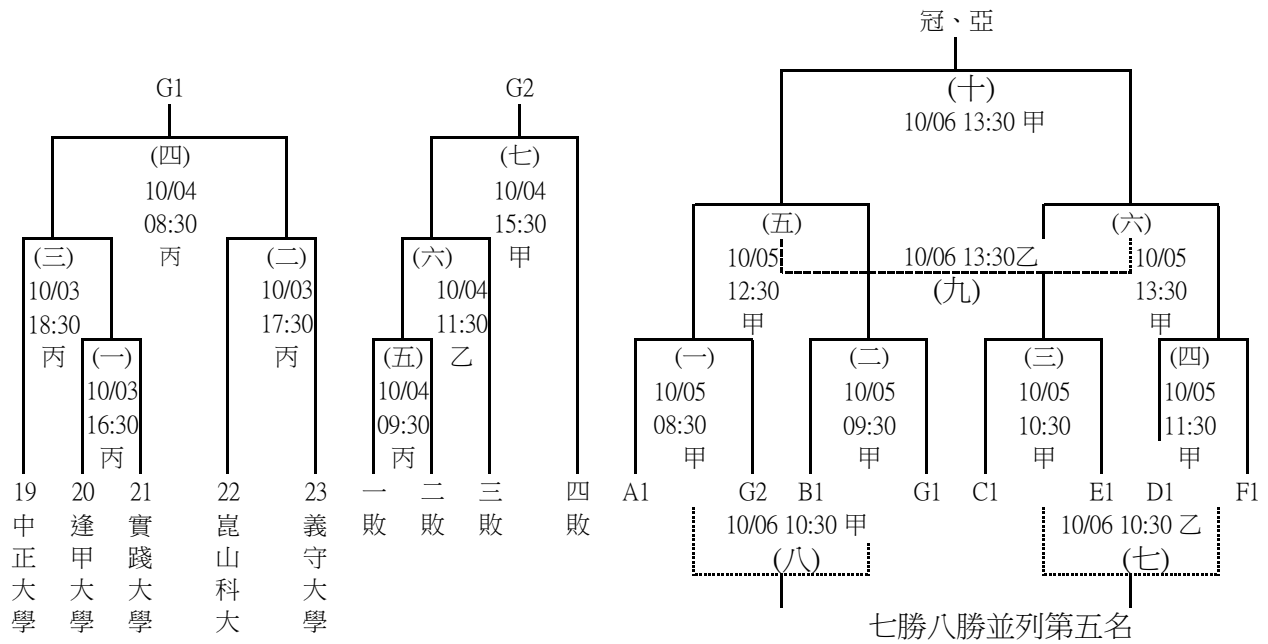 冠、亞
(十)
10/06 13:30 甲
G1
(四)
10/04
08:30
丙
(三)
10/03
18:30
丙
(二)
10/03
17:30
丙
(一)
10/03
16:30
丙
19
中正大學
20
逢甲大學
21
實踐大學
22
崑山科大
23
義守大學
G2
(七)
10/04
15:30
甲
(六)
10/04
11:30
乙
(五)
10/04
09:30
丙
一敗
二敗
三敗
四敗
(五)
10/05
12:30
甲
10/06 13:30乙
(九)
(六)
10/05
13:30
甲
(一)
10/05
08:30
甲
(二)
10/05
09:30
甲
(三)
10/05
10:30
甲
(四)
10/05
11:30
甲
A1 G2 B1 G1 C1 E1 D1 F1
10/06 10:30 甲
(八)
10/06 10:30 乙
(七)
七勝八勝並列第五名